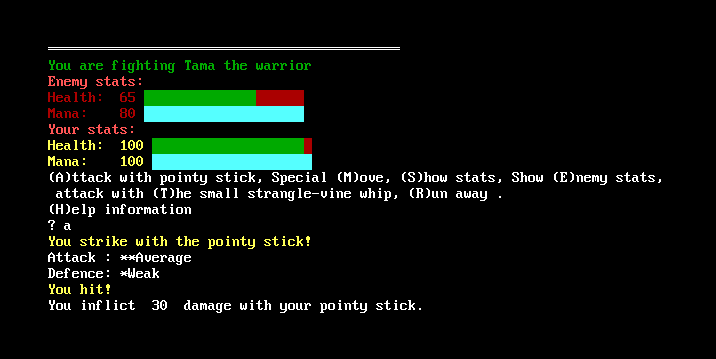 You are fighting Tama the warrior
Enemy stats:
Health:  65
Mana:    80
Your stats:
Health:  100
Mana:    100
(A)ttack with pointy stick, Special (M)ove, (S)how stats, Show (E)nemy stats,
 attack with (T)he small strangle-vine whip, (R)un away .
(H)elp information
? a
You strike with the pointy stick!
Attack : **Average
Defence: *Weak
You hit!
You inflict  30  damage with your pointy stick.